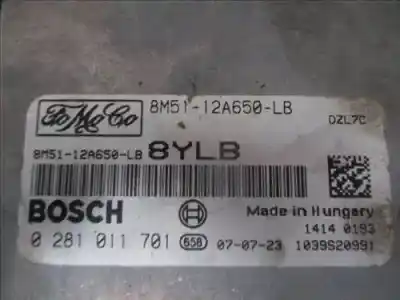 FoMoCo 8M51-12A650-LB
DZL7C
8M51-12A650-LB 8YLB
BOSCH Made in Hungary
1414 0193
0 281 011 701 658 07-07-23 1039S20991